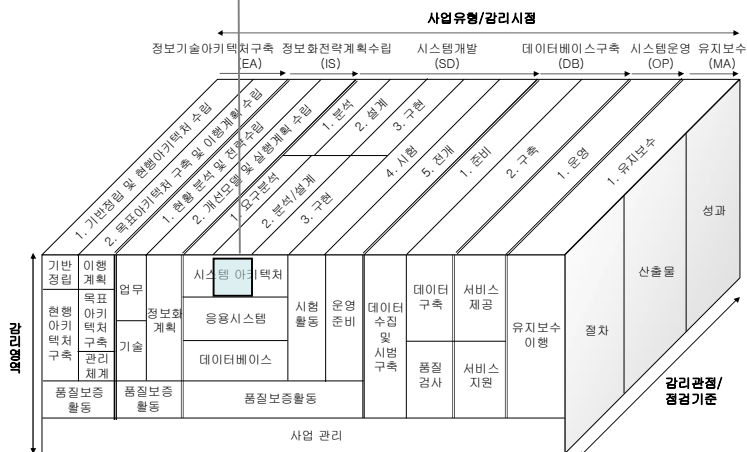 사업유형/감리시점
정보기술아키텍처구축 정보화전략계획수립 시스템개발 데이터베이스구축 시스템운영 유지보수
(EA) (IS) (SD) (DB) (OP) (MA)
1. 기반정립 및 현행아키텍처 수립
2. 목표아키텍처 구축 및 이행계획 수립
1. 현황 분석 및 전략수립
2. 개선모델 및 실행계획 수립
1. 분석
2. 설계
3. 구현
1. 요구분석
2. 분석/설계
3. 구현
4. 시험
5. 전개
1. 준비
2. 구축
1. 운영
1. 유지보수
감리영역
기반
정립
이행
계획
현행
아키
텍처
구축
목표
아키
텍처
구축
관리
체계
업무
기술
정보화
계획
시스템 아키텍처
응용시스템
데이터베이스
시험
활동
운영
준비
데이터
수집
및
시범
구축
데이터
구축
품질
검사
서비스
제공
서비스
지원
유지보수
이행
품질보증
활동
품질보증
활동
품질보증활동
사업 관리
절차
산출물
성과
감리관점/
점검기준